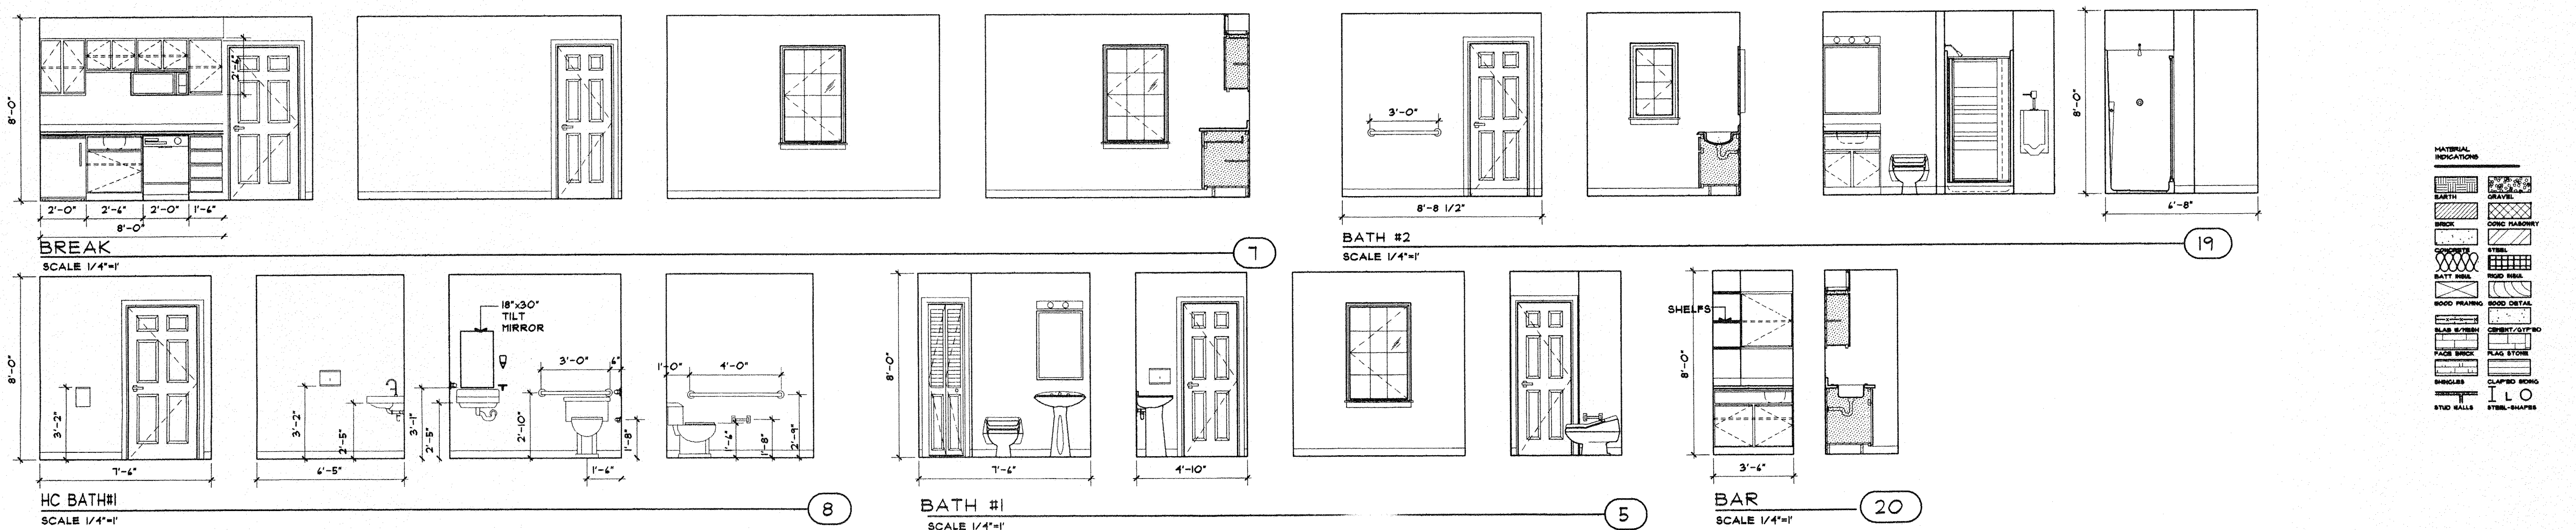 8'-0"
2'-6"
2'-0"
2'-6"
2'-0"
1'-6"
8'-0"
BREAK
SCALE 1/4"=1'
7
3'-0"
8'-8 1/2"
8'-0"
6'-8"
BATH #2
SCALE 1/4"=1'
19
8'-0"
3'-2"
7'-6"
3'-2"
2'-5"
6'-5"
18"x30"
TILT
MIRROR
3'-1"
2'-5"
3'-0"
6"
2'-10"
1'-8"
1'-6"
1'-0"
4'-0"
1'-6"
1'-8"
2'-9"
HC BATH#1
SCALE 1/4"=1'
8
8'-0"
7'-6"
4'-10"
BATH #1
SCALE 1/4"=1'
5
SHELFS
8'-0"
3'-6"
BAR
SCALE 1/4"=1'
20
MATERIAL
INDICATIONS
EARTH GRAVEL
BRICK CONC MASONRY
CONCRETE STEEL
BATT INSUL RIGID INSUL
WOOD FRAMING WOOD DETAIL
SLAB W/MESH CEMENT/GYP'BD
FACE BRICK FLAG STONE
SHINGLES CLAP'BD SIDING
STUD WALLS STEEL-SHAPES